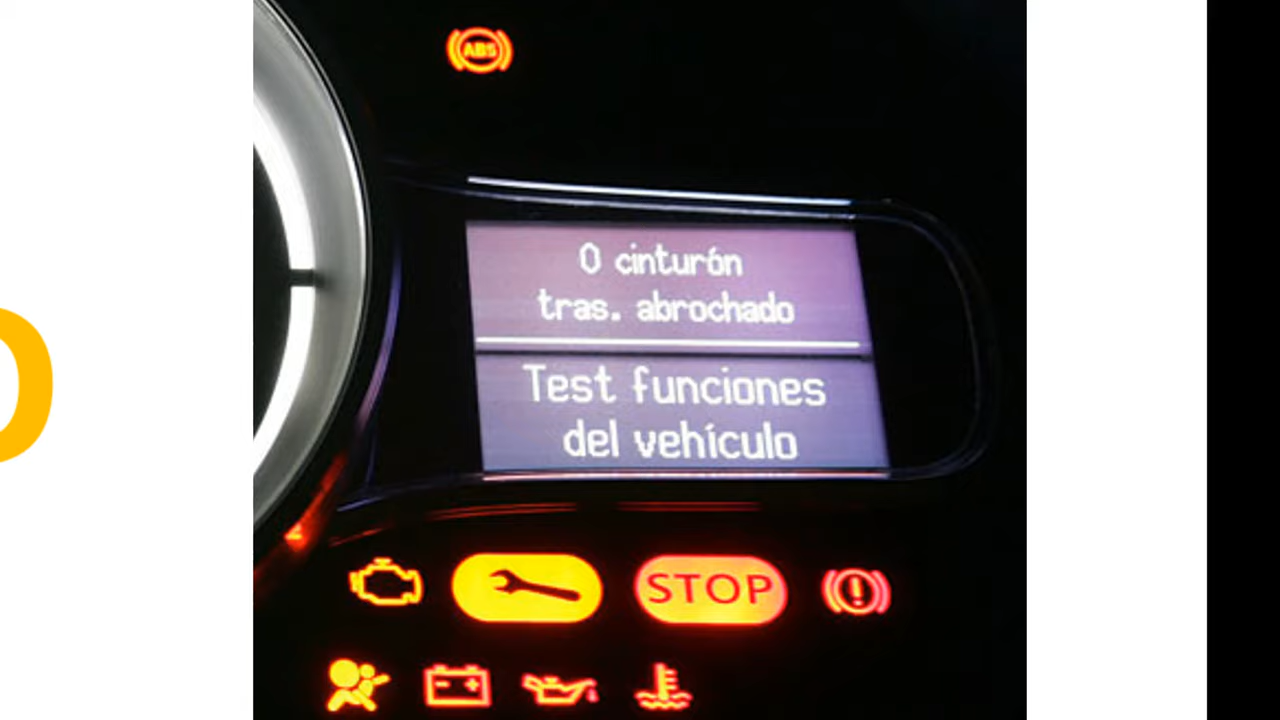 ABS
0 cinturón
tras. abrochado
Test funciones
del vehículo
STOP